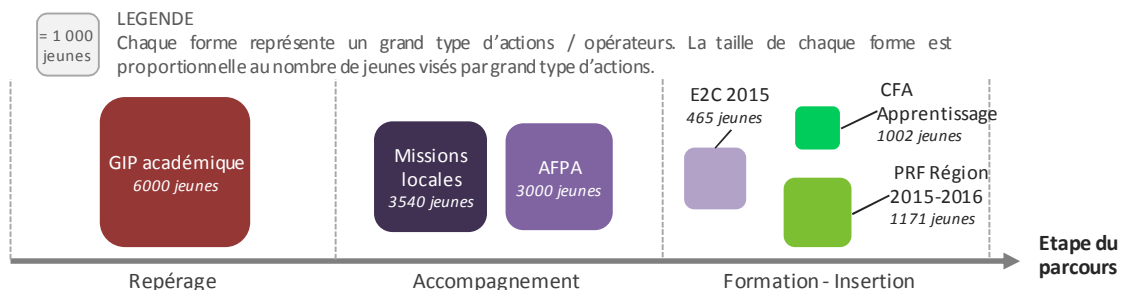 LEGENDE
= 1 000
jeunes
Chaque forme représente un grand type d'actions / opérateurs. La taille de chaque forme est
proportionnelle au nombre de jeunes visés par grand type d'actions.
GIP académique
6000 jeunes
Missions
locales
3540 jeunes
AFPA
3000 jeunes
E2C 2015
465 jeunes
CFA
Apprentissage
1002 jeunes
PRF Région
2015-2016
1171 jeunes
Etape du
parcours
Repérage
Accompagnement
Formation - Insertion